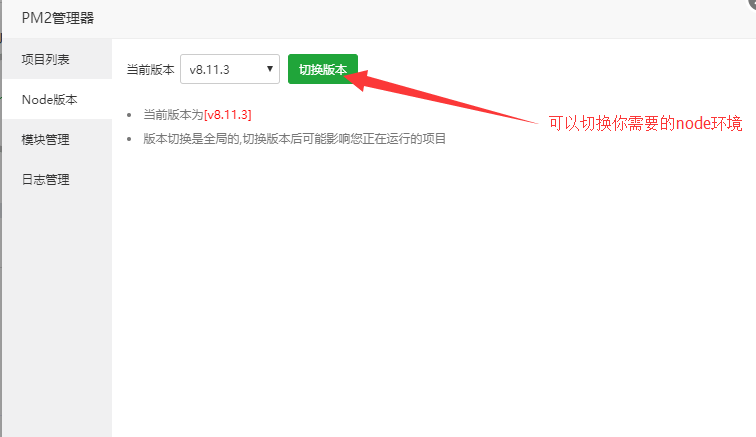 PM2管理器
项目列表
Node版本
模块管理
日志管理
当前版本 v8.11.3 切换版本
当前版本为[v8.11.3]
版本切换是全局的,切换版本后可能影响您正在运行的项目
可以切换你需要的node环境